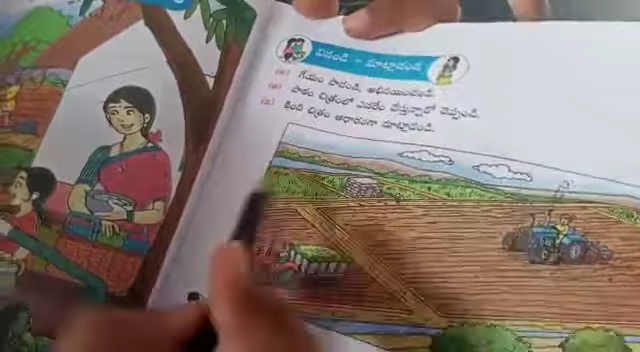 వినండి - మాట్లాడండి
(అ) గేయం పాడండి, అభినయించండి.
(ఆ) పాఠం చిత్రంలో ఎవరేం చేస్తున్నారో చెప్పండి.
(ఇ) కింది చిత్రం ఆధారంగా మాట్లాడండి.